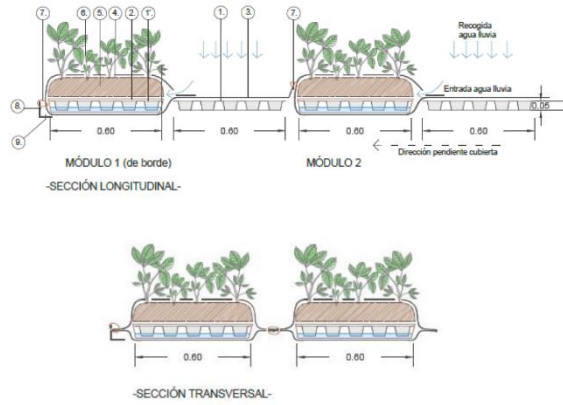 7. 6. 5. 4. 2. 1'. 1. 3. 7.
Recogida
agua lluvia
Entrada agua lluvia
8.
0.05
9.
0.60 0.60 0.60 0.60
MÓDULO 1 (de borde) MÓDULO 2
Dirección pendiente cubierta
-SECCIÓN LONGITUDINAL-
0.60 0.60
-SECCIÓN TRANSVERSAL-